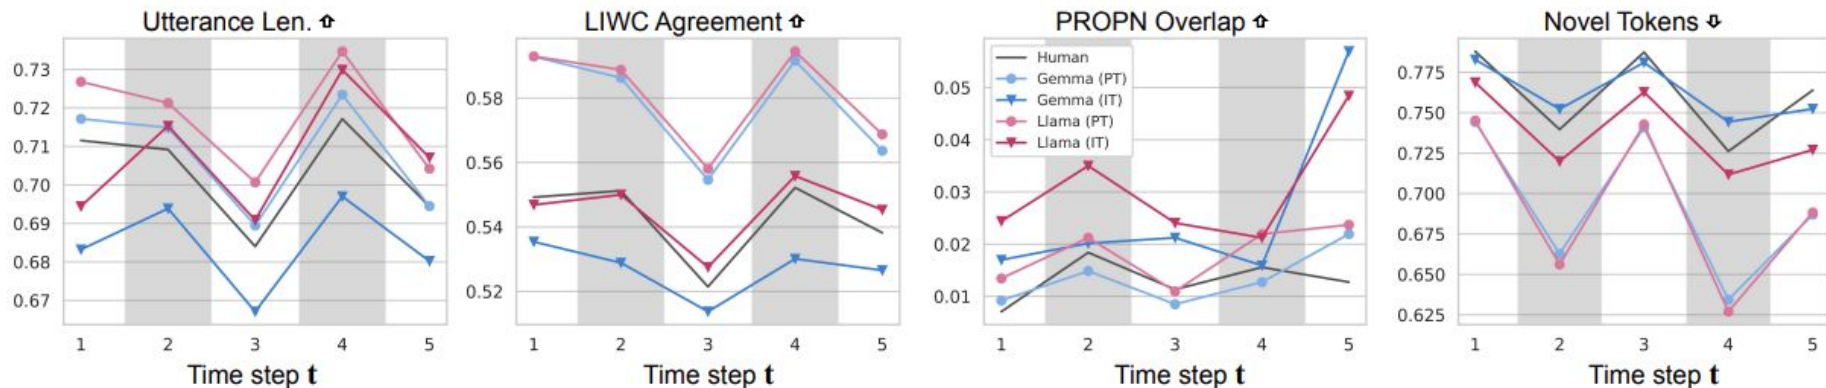 Utterance Len. ⇧
0.73
0.72
0.71
0.70
0.69
0.68
0.67
1 2 3 4 5
Time step t
LIWC Agreement ⇧
0.58
0.56
0.54
0.52
1 2 3 4 5
Time step t
PROPN Overlap ⇧
0.05
0.04
0.03
0.02
0.01
Human
Gemma (PT)
Gemma (IT)
Llama (PT)
Llama (IT)
1 2 3 4 5
Time step t
Novel Tokens ⇩
0.775
0.750
0.725
0.700
0.675
0.650
0.625
1 2 3 4 5
Time step t